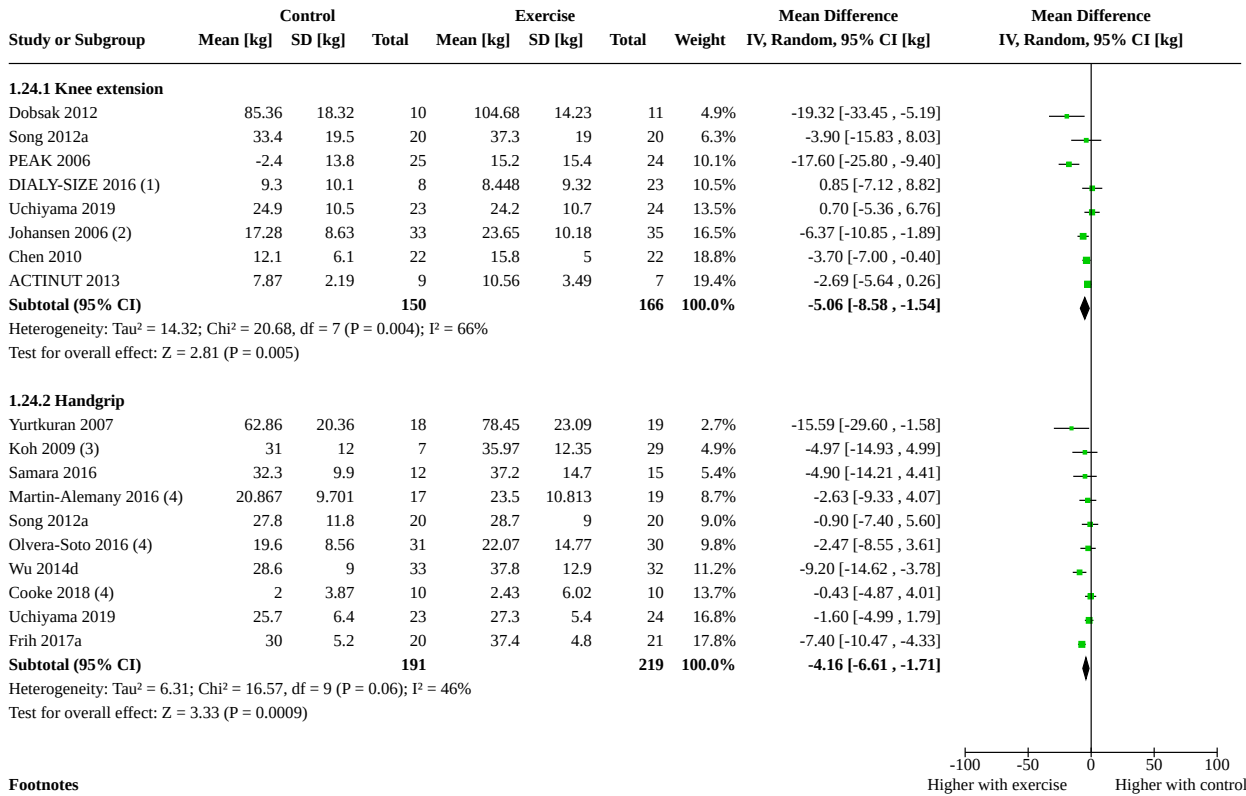 Control Exercise Mean Difference Mean Difference
Study or Subgroup Mean [kg] SD [kg] Total Mean [kg] SD [kg] Total Weight IV, Random, 95% CI [kg] IV, Random, 95% CI [kg]
1.24.1 Knee extension
Dobsak 2012 85.36 18.32 10 104.68 14.23 11 4.9% -19.32 [-33.45 , -5.19]
Song 2012a 33.4 19.5 20 37.3 19 20 6.3% -3.90 [-15.83 , 8.03]
PEAK 2006 -2.4 13.8 25 15.2 15.4 24 10.1% -17.60 [-25.80 , -9.40]
DIALY-SIZE 2016 (1) 9.3 10.1 8 8.448 9.32 23 10.5% 0.85 [-7.12 , 8.82]
Uchiyama 2019 24.9 10.5 23 24.2 10.7 24 13.5% 0.70 [-5.36 , 6.76]
Johansen 2006 (2) 17.28 8.63 33 23.65 10.18 35 16.5% -6.37 [-10.85 , -1.89]
Chen 2010 12.1 6.1 22 15.8 5 22 18.8% -3.70 [-7.00 , -0.40]
ACTINUT 2013 7.87 2.19 9 10.56 3.49 7 19.4% -2.69 [-5.64 , 0.26]
Subtotal (95% CI) 150 166 100.0% -5.06 [-8.58 , -1.54]
Heterogeneity: Tau² = 14.32; Chi² = 20.68, df = 7 (P = 0.004); I² = 66%
Test for overall effect: Z = 2.81 (P = 0.005)
1.24.2 Handgrip
Yurtkuran 2007 62.86 20.36 18 78.45 23.09 19 2.7% -15.59 [-29.60 , -1.58]
Koh 2009 (3) 31 12 7 35.97 12.35 29 4.9% -4.97 [-14.93 , 4.99]
Samara 2016 32.3 9.9 12 37.2 14.7 15 5.4% -4.90 [-14.21 , 4.41]
Martin-Alemany 2016 (4) 20.867 9.701 17 23.5 10.813 19 8.7% -2.63 [-9.33 , 4.07]
Song 2012a 27.8 11.8 20 28.7 9 20 9.0% -0.90 [-7.40 , 5.60]
Olvera-Soto 2016 (4) 19.6 8.56 31 22.07 14.77 30 9.8% -2.47 [-8.55 , 3.61]
Wu 2014d 28.6 9 33 37.8 12.9 32 11.2% -9.20 [-14.62 , -3.78]
Cooke 2018 (4) 2 3.87 10 2.43 6.02 10 13.7% -0.43 [-4.87 , 4.01]
Uchiyama 2019 25.7 6.4 23 27.3 5.4 24 16.8% -1.60 [-4.99 , 1.79]
Frih 2017a 30 5.2 20 37.4 4.8 21 17.8% -7.40 [-10.47 , -4.33]
Subtotal (95% CI) 191 219 100.0% -4.16 [-6.61 , -1.71]
Heterogeneity: Tau² = 6.31; Chi² = 16.57, df = 9 (P = 0.06); I² = 46%
Test for overall effect: Z = 3.33 (P = 0.0009)
-100 -50 0 50 100
Footnotes Higher with exercise Higher with control